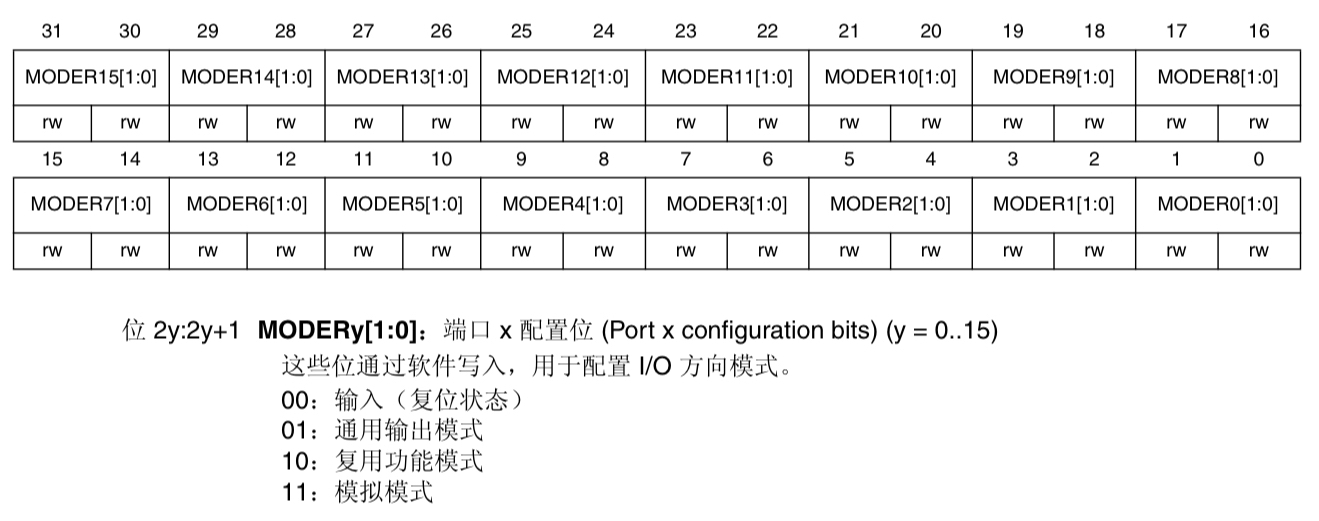 31 30 29 28 27 26 25 24 23 22 21 20 19 18 17 16
MODER15[1:0] MODER14[1:0] MODER13[1:0] MODER12[1:0] MODER11[1:0] MODER10[1:0] MODER9[1:0] MODER8[1:0]
rw rw rw rw rw rw rw rw rw rw rw rw rw rw rw rw
15 14 13 12 11 10 9 8 7 6 5 4 3 2 1 0
MODER7[1:0] MODER6[1:0] MODER5[1:0] MODER4[1:0] MODER3[1:0] MODER2[1:0] MODER1[1:0] MODER0[1:0]
rw rw rw rw rw rw rw rw rw rw rw rw rw rw rw rw
位 2y:2y+1 MODERy[1:0]：端口 x 配置位 (Port x configuration bits) (y = 0..15)
这些位通过软件写入，用于配置 I/O 方向模式。
00：输入（复位状态）
01：通用输出模式
10：复用功能模式
11：模拟模式